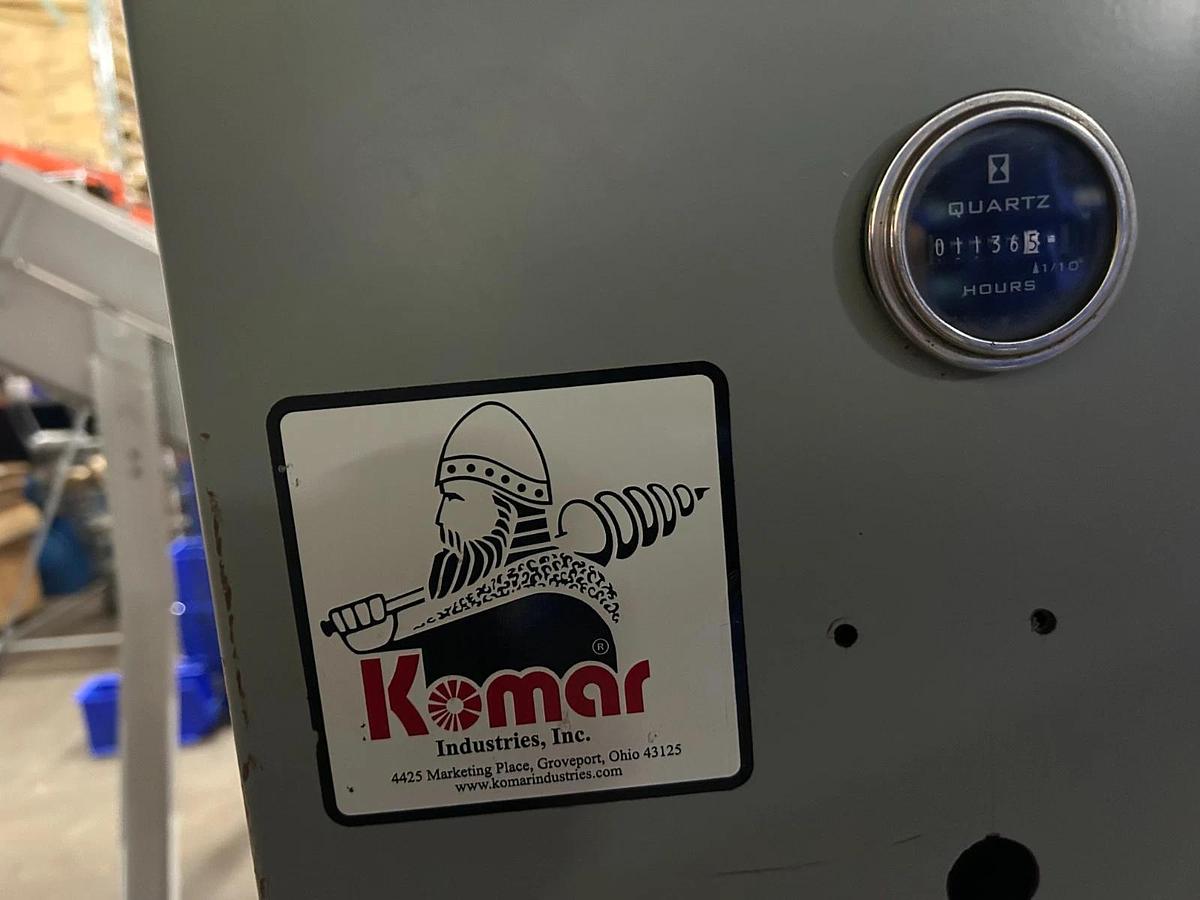 QUARTZ
011365
1/10
HOURS
®
Komar
Industries, Inc.
4425 Marketing Place, Groveport, Ohio 43125
www.komarindustries.com